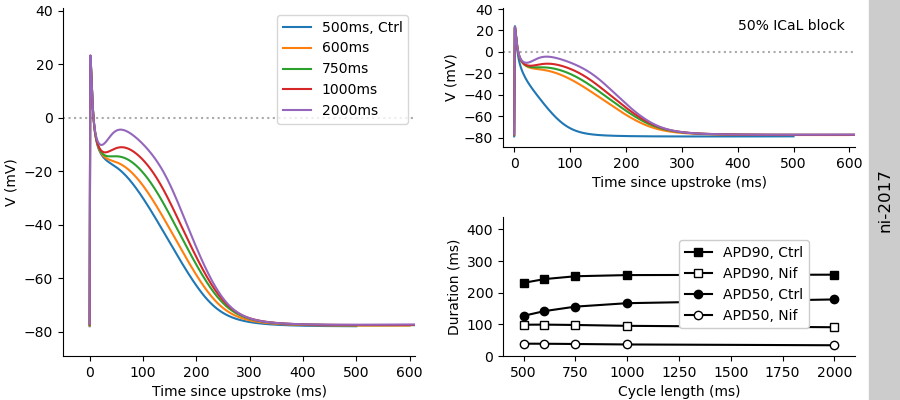 40
20
0
−20
−40
−60
−80
V (mV)
0 100 200 300 400 500 600
Time since upstroke (ms)
500ms, Ctrl
600ms
750ms
1000ms
2000ms
40
20
0
−20
−40
−60
−80
V (mV)
50% ICaL block
0 100 200 300 400 500 600
Time since upstroke (ms)
400
300
200
100
0
Duration (ms)
APD90, Ctrl
APD90, Nif
APD50, Ctrl
APD50, Nif
500 750 1000 1250 1500 1750 2000
Cycle length (ms)
ni-2017